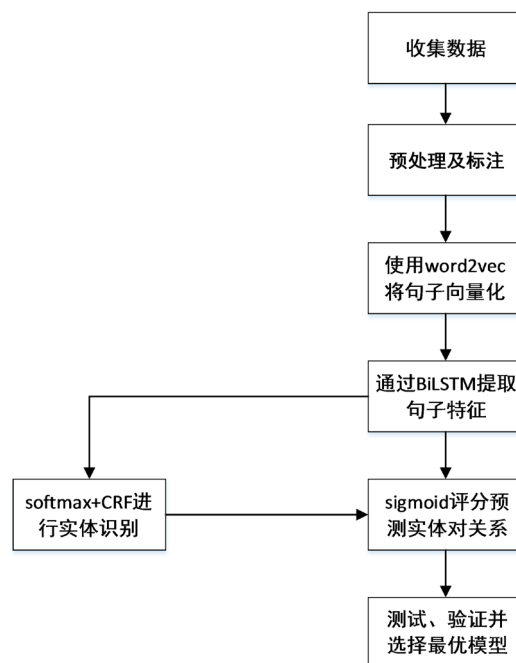 收集数据
预处理及标注
使用word2vec
将句子向量化
通过BiLSTM提取
句子特征
softmax+CRF进
行实体识别
sigmoid评分预
测实体对关系
测试、验证并
选择最优模型